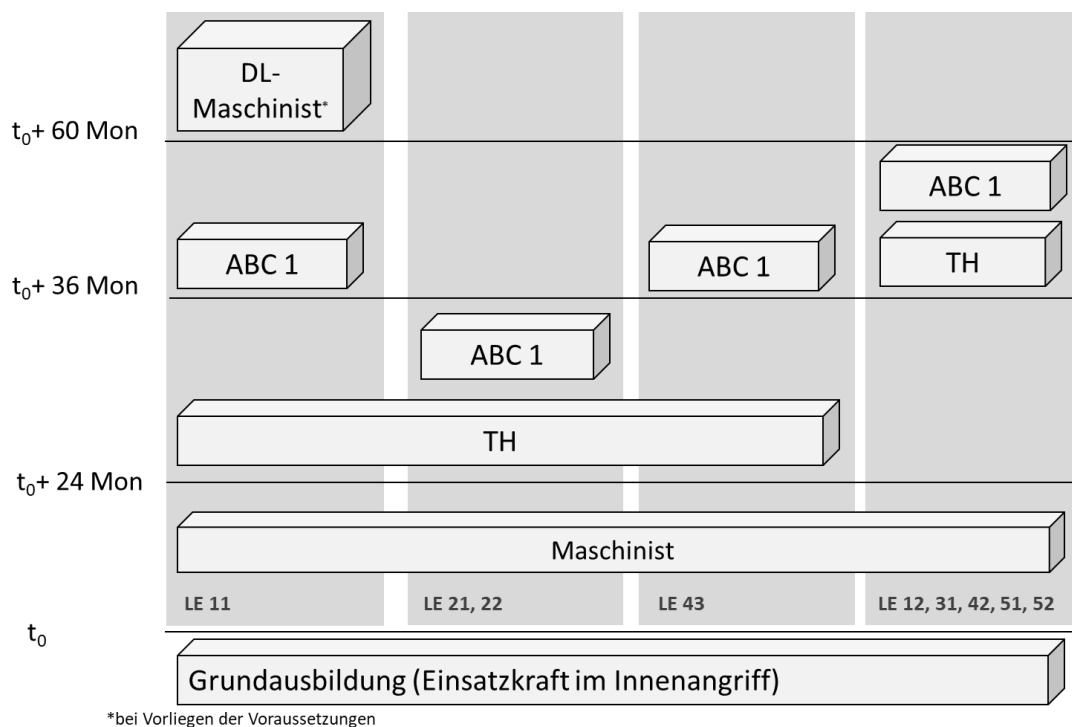 DL-
Maschinist*
t₀+ 60 Mon
ABC 1
ABC 1
ABC 1
TH
t₀+ 36 Mon
ABC 1
TH
t₀+ 24 Mon
Maschinist
LE 11
LE 21, 22
LE 43
LE 12, 31, 42, 51, 52
t₀
Grundausbildung (Einsatzkraft im Innenangriff)
*bei Vorliegen der Voraussetzungen